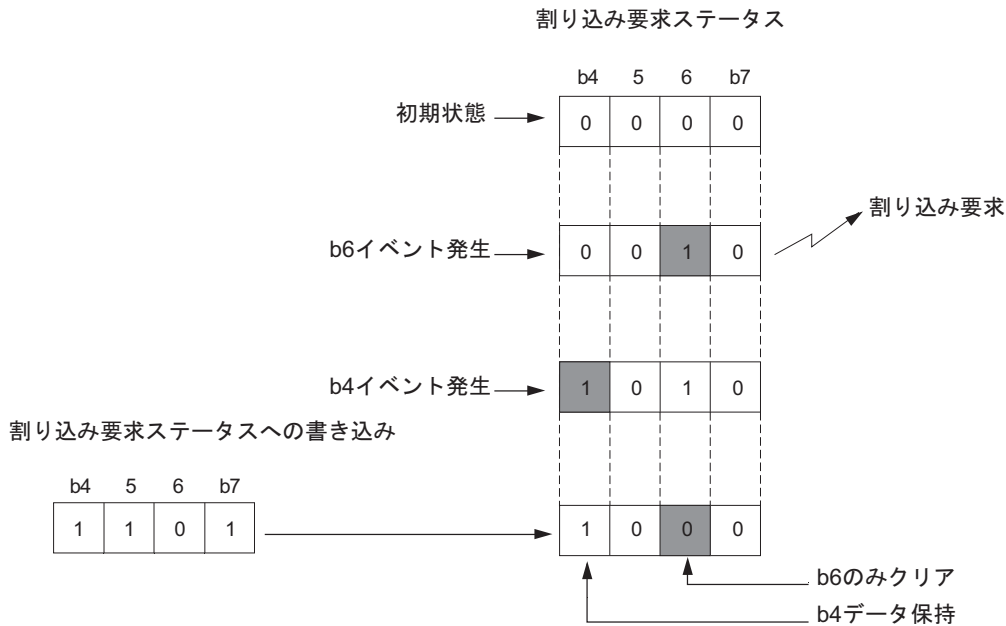 割り込み要求ステータス
b4 5 6 b7
初期状態 0 0 0 0
割り込み要求
b6イベント発生 0 0 1 0
b4イベント発生 1 0 1 0
割り込み要求ステータスへの書き込み
b4 5 6 b7
1 1 0 1 1 0 0 0
b6のみクリア
b4データ保持